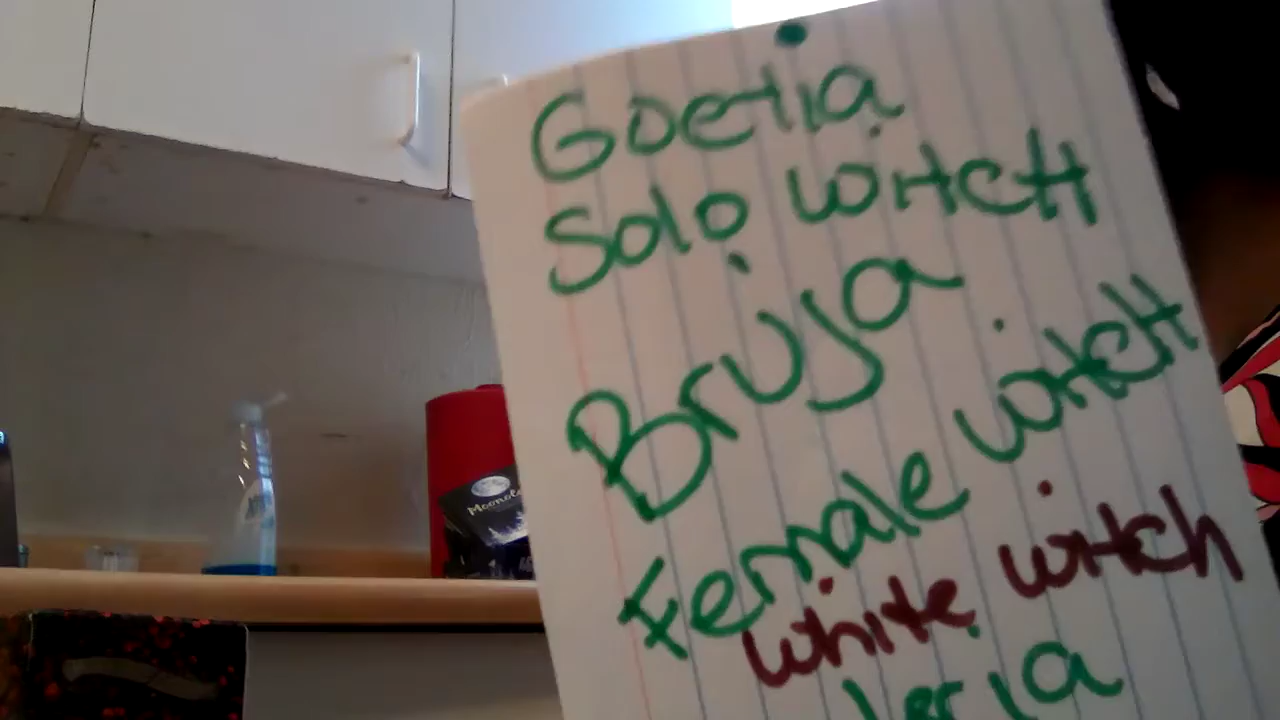 Goetia
Solo witcH
Bruja
Female witcH
white witch